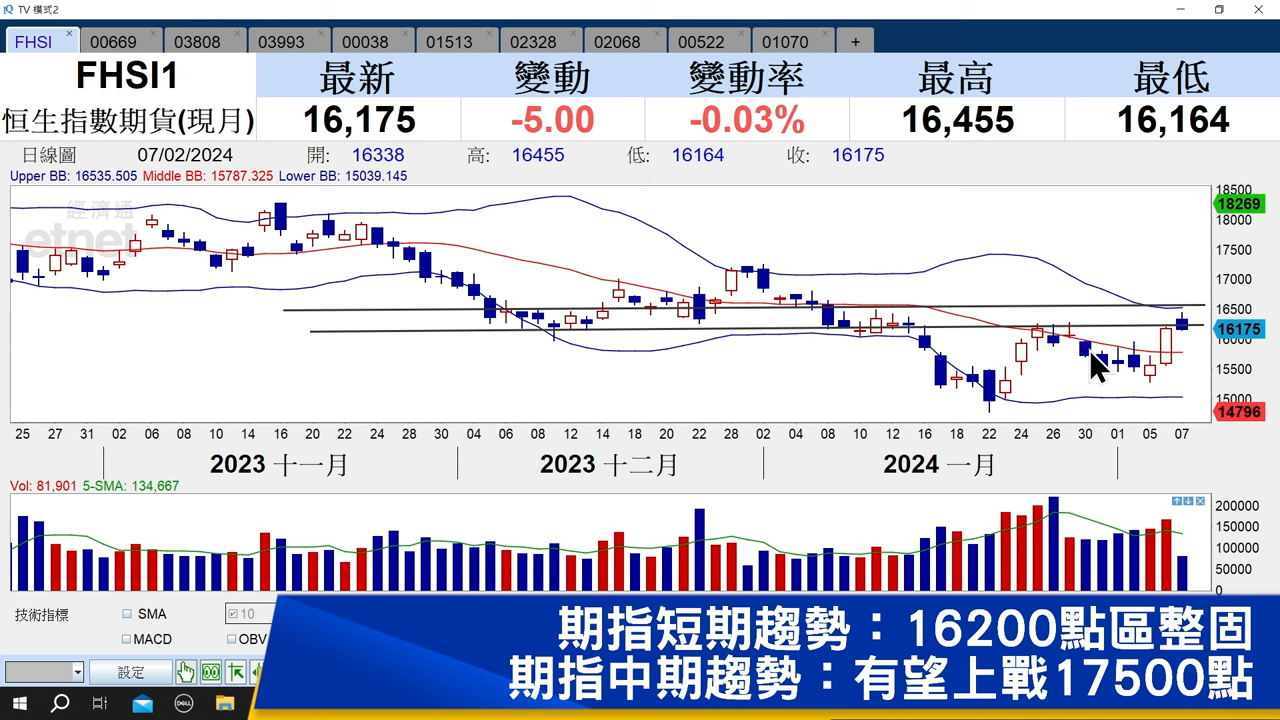 TV 模式2
FHSI 00669 03808 03993 00038 01513 02328 02068 00522 01070 +
FHSI1 最新 變動 變動率 最高 最低
恒生指數期貨(現月) 16,175 -5.00 -0.03% 16,455 16,164
日線圖 07/02/2024 開: 16338 高: 16455 低: 16164 收: 16175
Upper BB: 16535.505 Middle BB: 15787.325 Lower BB: 15039.145
經濟通
etnet
18500
18269
18000
17500
17000
16500
16175
16000
15500
15000
14796
25 27 31 02 06 08 10 14 16 20 22 24 28 30 04 06 08 12 14 18 20 22 28 02 04 08 10 12 16 18 22 24 26 30 01 05 07
2023 十一月 2023 十二月 2024 一月
Vol: 81,901 5-SMA: 134,667
200000
150000
100000
50000
0
技術指標 SMA 10
MACD OBV
設定
期指短期趨勢：16200點區整固
期指中期趨勢：有望上戰17500點
DELL